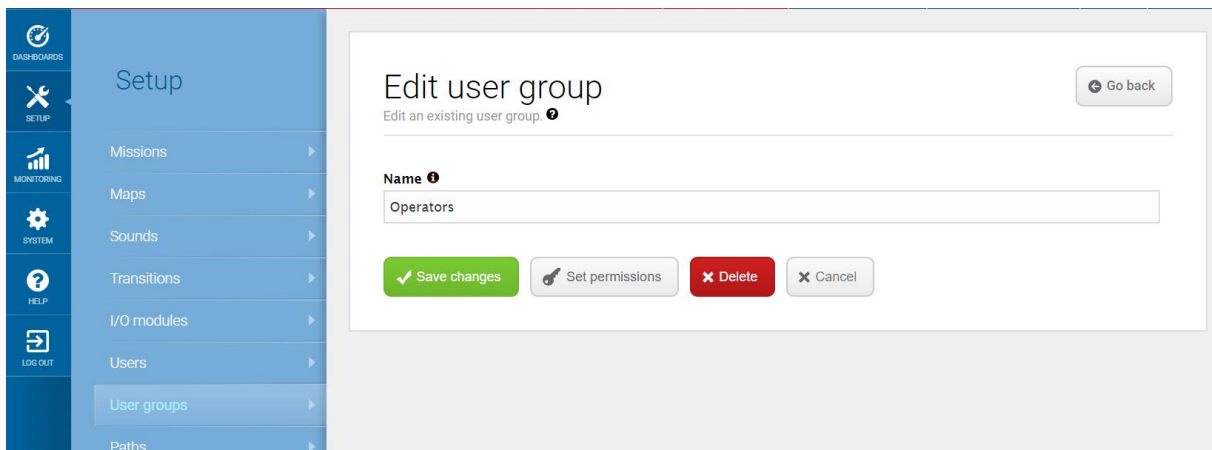 DASHBOARDS
SETUP
MONITORING
SYSTEM
HELP
LOG OUT
Setup
Missions
Maps
Sounds
Transitions
I/O modules
Users
User groups
Paths
Edit user group
Go back
Edit an existing user group.
Name
Operators
Save changes
Set permissions
Delete
Cancel